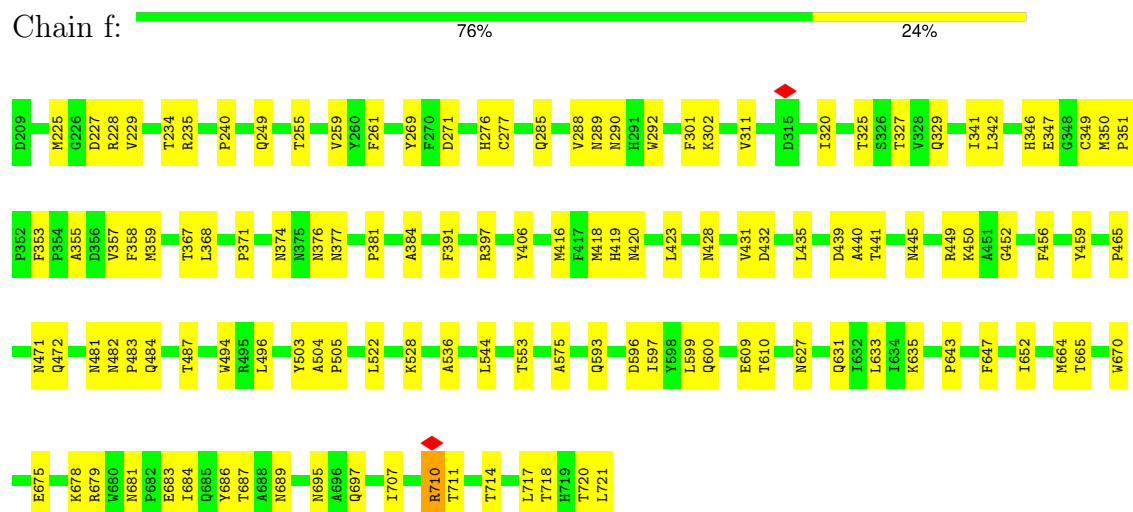 Chain f:
76% 24%
D209 M225 G226 D227 R228 V229 T234 R235 P240 Q249 T255 V259 Y260 F261 Y269 F270 D271 H276 C277 Q285 V288 N289 N290 H291 W292 F301 K302 V311 D315 I320 T325 S326 T327 V328 Q329 I341 L342 H346 E347 G348 C349 M350 P351
P352 F353 P354 A355 D356 V357 F358 M359 T367 L368 P371 N374 N375 N376 N377 P381 A384 F391 R397 Y406 M416 F417 M418 H419 N420 L423 N428 V431 D432 L435 D439 A440 T441 N445 R449 K450 A451 G452 F456 Y459 P465
N471 Q472 N481 N482 P483 Q484 T487 W494 R495 L496 Y503 A504 P505 L522 K528 A536 L544 T553 A575 Q593 D596 I597 Y598 L599 Q600 E609 T610 N627 Q631 I632 L633 I634 K635 P643 F647 I652 M664 T665 W670
E675 K678 R679 W680 N681 P682 E683 I684 Q685 Y686 T687 A688 N689 N695 A696 Q697 I707 R710 T711 T714 L717 T718 H719 T720 L721